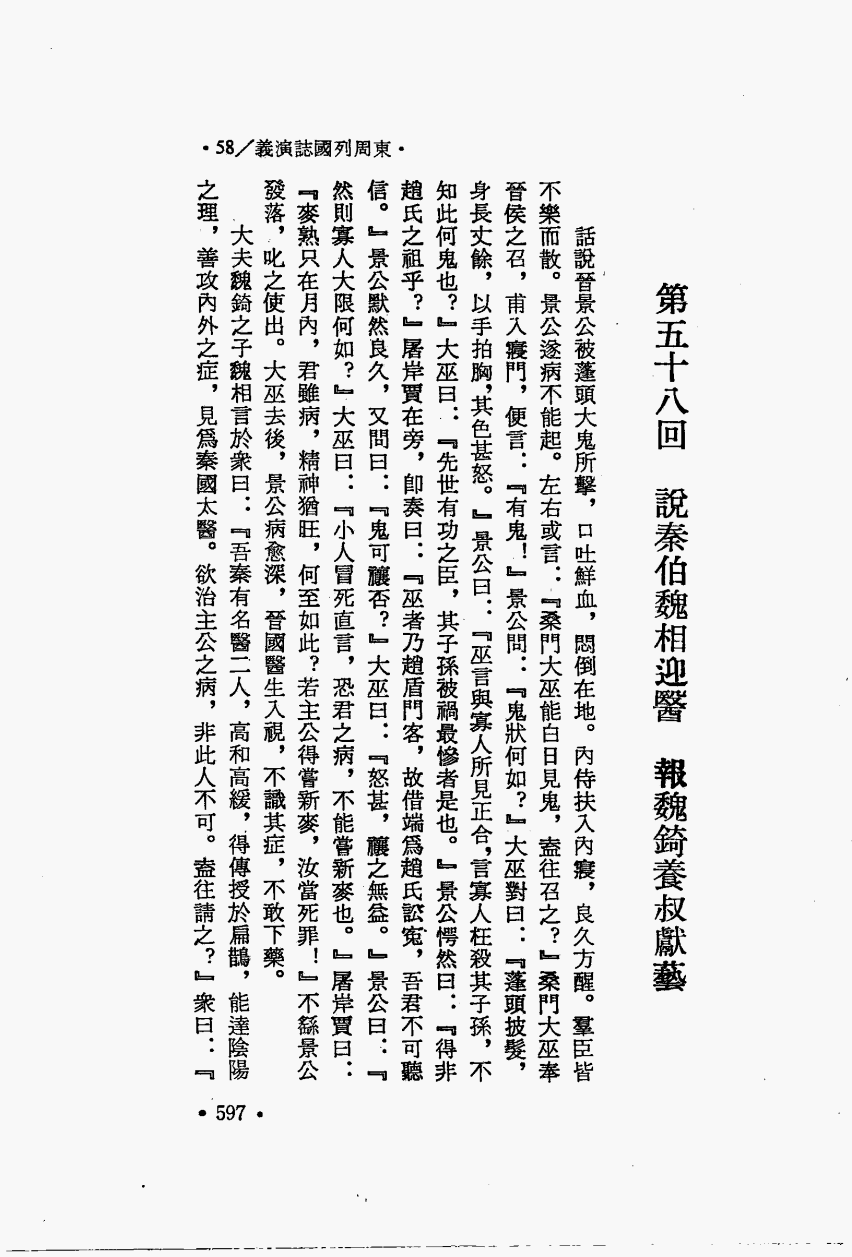 ·東周列國誌演義／58·
第五十八回　說秦伯魏相迎醫　報魏錡養叔獻藝
話說晉景公被蓬頭大鬼所擊，口吐鮮血，悶倒在地。內侍扶入內寢，良久方醒。羣臣皆
不樂而散。景公遂病不能起。左右或言：『桑門大巫能白日見鬼，盍往召之？』桑門大巫奉
晉侯之召，甫入寢門，便言：『有鬼！』景公問：『鬼狀何如？』大巫對曰：『蓬頭披髮，
身長丈餘，以手拍胸，其色甚怒。』景公曰：『巫言與寡人所見正合，言寡人枉殺其子孫，不
知此何鬼也？』大巫曰：『先世有功之臣，其子孫被禍最慘者是也。』景公愕然曰：『得非
趙氏之祖乎？』屠岸賈在旁，卽奏曰：『巫者乃趙盾門客，故借端爲趙氏訟寃，吾君不可聽
信。』景公默然良久，又問曰：『鬼可禳否？』大巫曰：『怒甚，禳之無益。』景公曰：『
然則寡人大限何如？』大巫曰：『小人冒死直言，恐君之病，不能嘗新麥也。』屠岸賈曰：
『麥熟只在月內，君雖病，精神猶旺，何至如此？若主公得嘗新麥，汝當死罪！』不繇景公
發落，叱之使出。大巫去後，景公病愈深，晉國醫生入視，不識其症，不敢下藥。
大夫魏錡之子魏相言於衆曰：『吾秦有名醫二人，高和高緩，得傳授於扁鵲，能達陰陽
之理，善攻內外之症，見爲秦國太醫。欲治主公之病，非此人不可。盍往請之？』衆曰：『
·597·